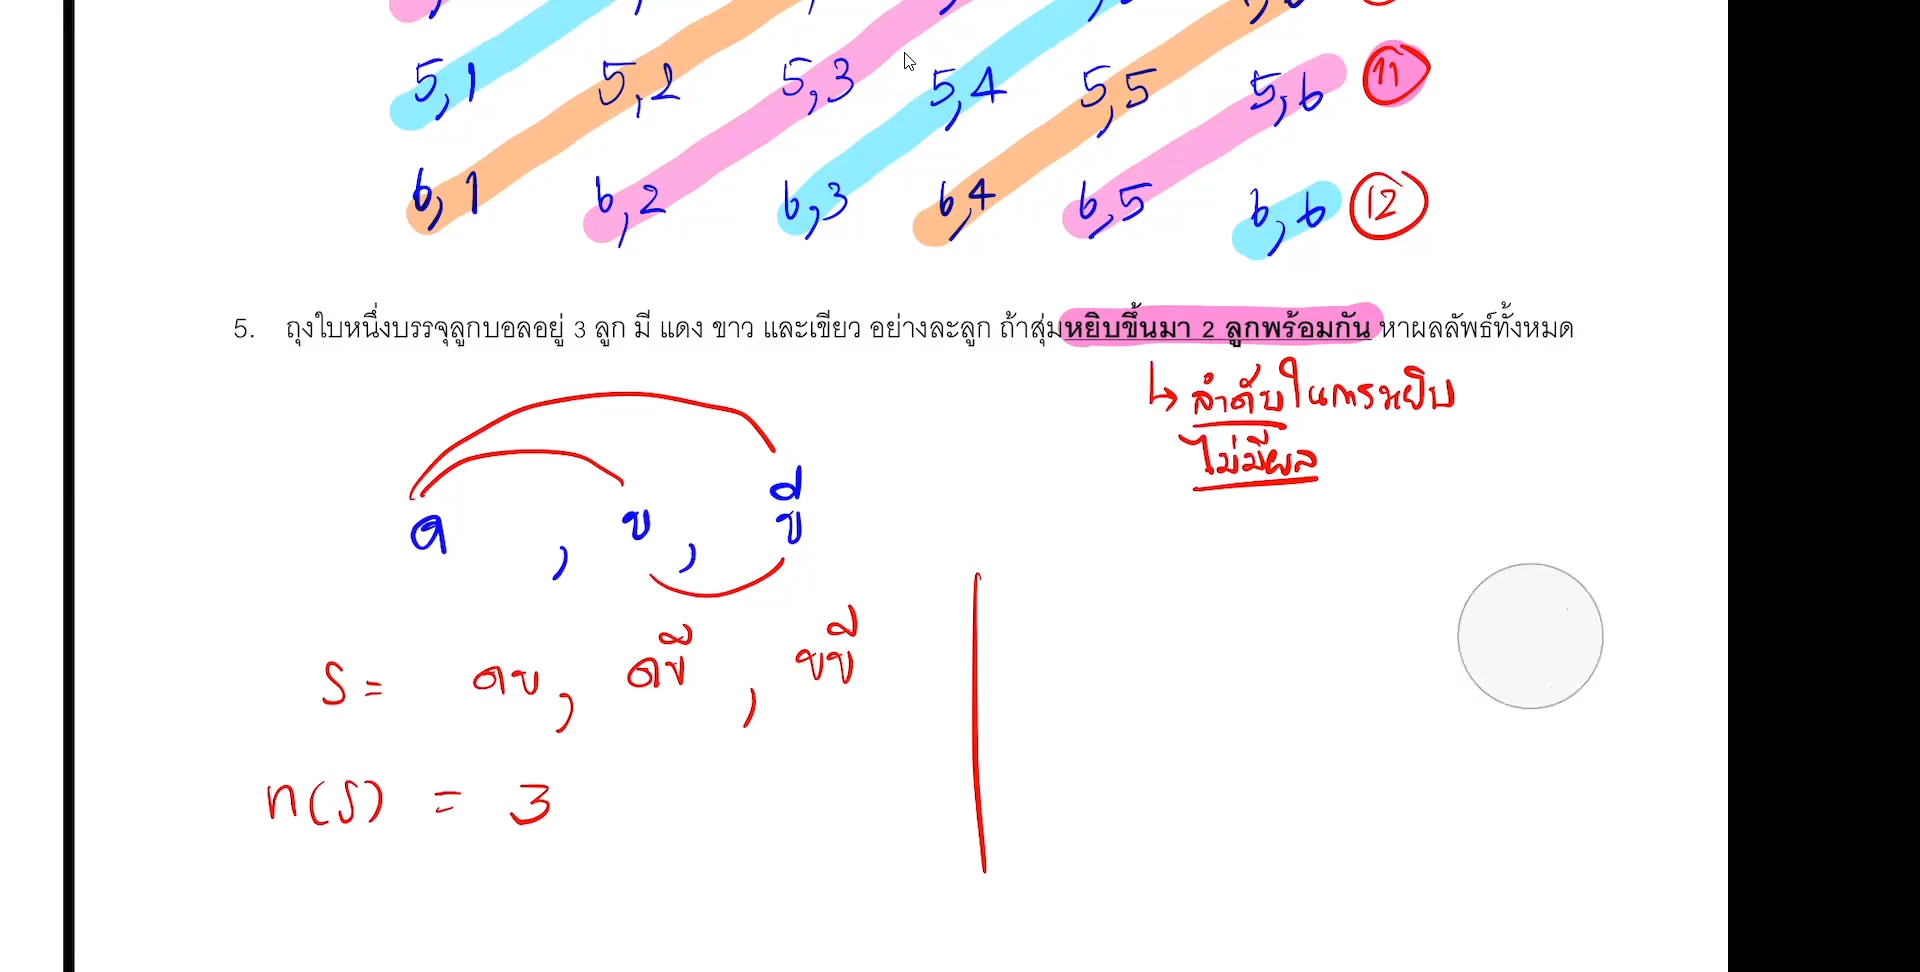 5,1 5,2 5,3 5,4 5,5 5,6 11
6,1 6,2 6,3 6,4 6,5 6,6 12
5. ถุงใบหนึ่งบรรจุลูกบอลอยู่ 3 ลูก มี แดง ขาว และเขียว อย่างละลูก ถ้าสุ่มหยิบขึ้นมา 2 ลูกพร้อมกัน หาผลลัพธ์ทั้งหมด
↳ ลำดับในการหยิบ
ไม่มีผล
ด , ข , ขี
S = ดข , ดขี , ขขี
n(S) = 3